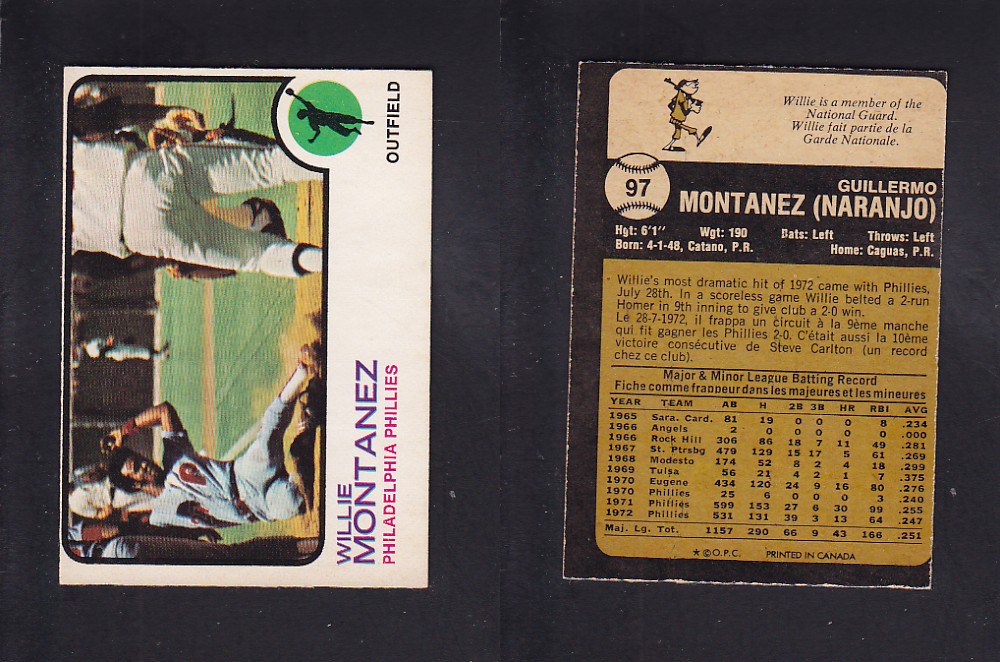 OUTFIELD
WILLIE
MONTANEZ
PHILADELPHIA PHILLIES
Willie is a member of the
National Guard.
Willie fait partie de la
Garde Nationale.
97
GUILLERMO
MONTANEZ (NARANJO)
Hgt: 6'1" Wgt: 190 Bats: Left Throws: Left
Born: 4-1-48, Catano, P.R. Home: Caguas, P.R.
Willie's most dramatic hit of 1972 came with Phillies,
July 28th. In a scoreless game Willie belted a 2-run
Homer in 9th inning to give club a 2-0 win.
Le 28-7-1972, il frappa un circuit à la 9ème manche
qui fit gagner les Phillies 2-0. C'était aussi la 10ème
victoire consécutive de Steve Carlton (un record
chez ce club).
Major & Minor League Batting Record
Fiche comme frappeur dans les majeures et les mineures
YEAR TEAM AB H 2B 3B HR RBI AVG
1965 Sara. Card. 81 19 0 0 0 8 .234
1966 Angels 2 0 0 0 0 0 .000
1966 Rock Hill 306 86 18 7 11 49 .281
1967 St. Ptrsbg 479 129 15 17 5 61 .269
1968 Modesto 174 52 8 2 4 18 .299
1969 Tulsa 56 21 4 2 1 7 .375
1970 Eugene 434 120 24 9 16 80 .276
1970 Phillies 25 6 0 0 0 3 .240
1971 Phillies 599 153 27 6 30 99 .255
1972 Phillies 531 131 39 3 13 64 .247
Maj. Lg. Tot. 1157 290 66 9 43 166 .251
★ © O.P.C. PRINTED IN CANADA